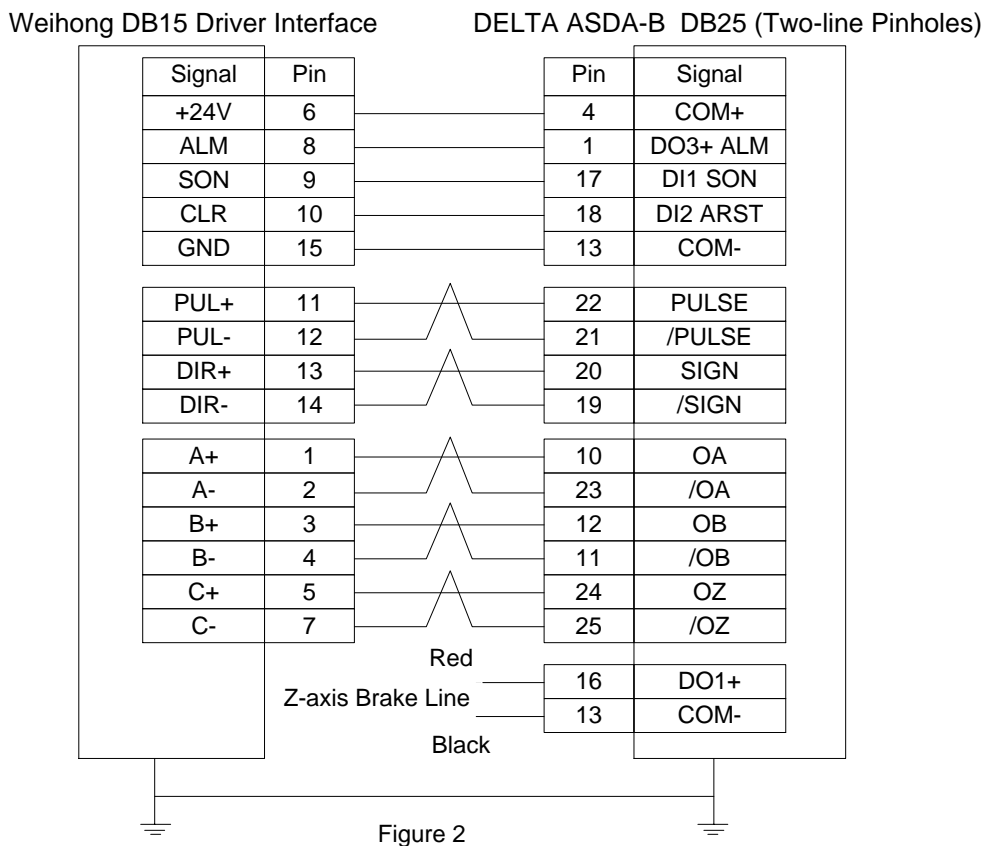 Weihong DB15 Driver Interface DELTA ASDA-B DB25 (Two-line Pinholes)
Signal Pin Pin Signal
+24V 6 4 COM+
ALM 8 1 DO3+ ALM
SON 9 17 DI1 SON
CLR 10 18 DI2 ARST
GND 15 13 COM-
PUL+ 11 22 PULSE
PUL- 12 21 /PULSE
DIR+ 13 20 SIGN
DIR- 14 19 /SIGN
A+ 1 10 OA
A- 2 23 /OA
B+ 3 12 OB
B- 4 11 /OB
C+ 5 24 OZ
C- 7 25 /OZ
Red
16 DO1+
Z-axis Brake Line
13 COM-
Black
Figure 2